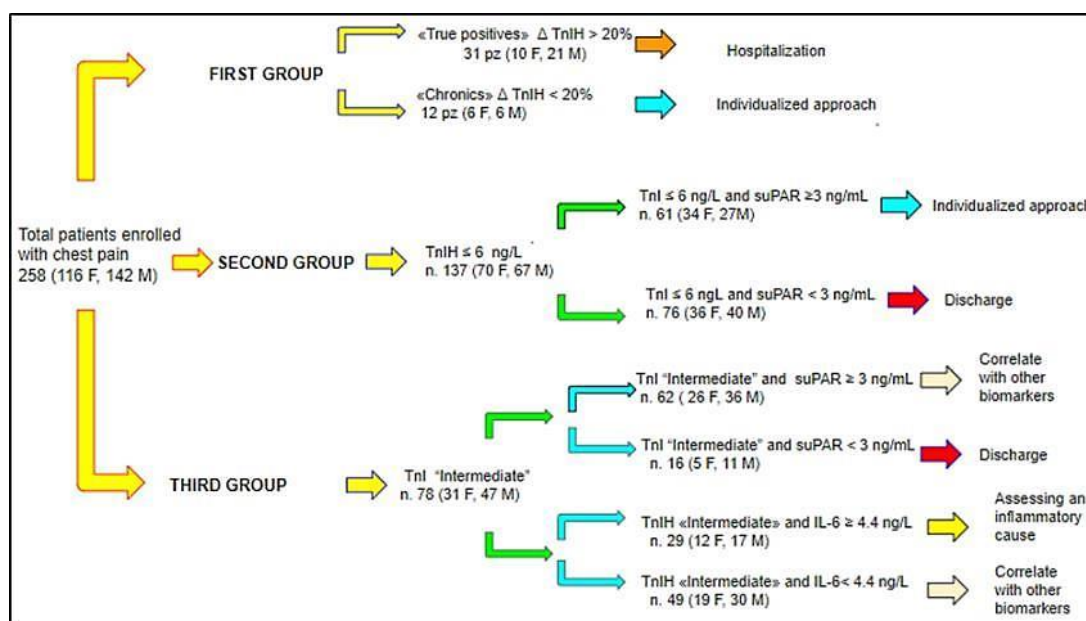 «True positives» Δ TnIH > 20%
31 pz (10 F, 21 M)
Hospitalization
FIRST GROUP
«Chronics» Δ TnIH < 20%
12 pz (6 F, 6 M)
Individualized approach
Total patients enrolled
with chest pain
258 (116 F, 142 M)
SECOND GROUP
TnIH ≤ 6 ng/L
n. 137 (70 F, 67 M)
TnI ≤ 6 ng/L and suPAR ≥3 ng/mL
n. 61 (34 F, 27M)
Individualized approach
TnI ≤ 6 ngL and suPAR < 3 ng/mL
n. 76 (36 F, 40 M)
Discharge
THIRD GROUP
TnI "Intermediate"
n. 78 (31 F, 47 M)
TnI "Intermediate" and suPAR ≥ 3 ng/mL
n. 62 ( 26 F, 36 M)
Correlate
with other
biomarkers
TnI "Intermediate" and suPAR < 3 ng/mL
n. 16 (5 F, 11 M)
Discharge
TnIH «Intermediate» and IL-6 ≥ 4.4 ng/L
n. 29 (12 F, 17 M)
Assessing an
inflammatory
cause
TnIH «Intermediate» and IL-6< 4.4 ng/L
n. 49 (19 F, 30 M)
Correlate
with other
biomarkers